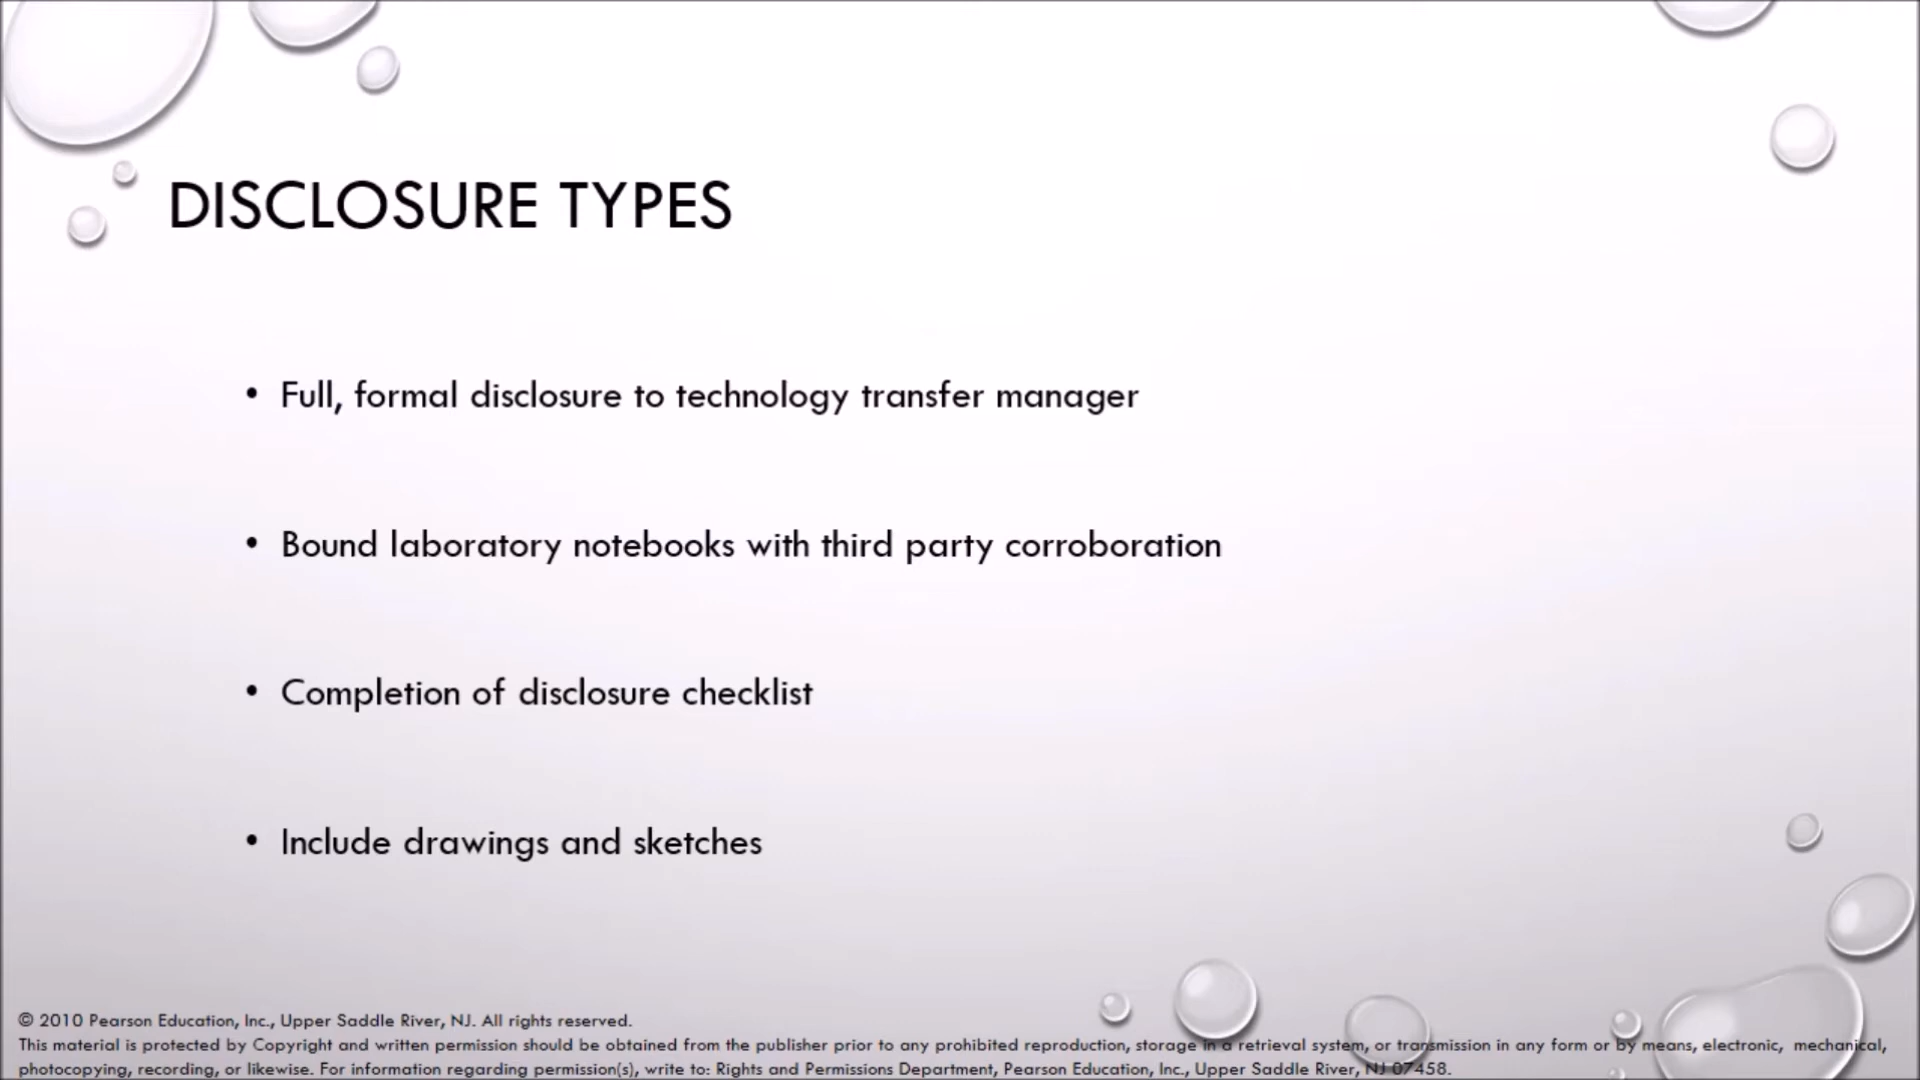 DISCLOSURE TYPES
• Full, formal disclosure to technology transfer manager
• Bound laboratory notebooks with third party corroboration
• Completion of disclosure checklist
• Include drawings and sketches
© 2010 Pearson Education, Inc., Upper Saddle River, NJ. All rights reserved.
This material is protected by Copyright and written permission should be obtained from the publisher prior to any prohibited reproduction, storage in a retrieval system, or transmission in any form or by means, electronic, mechanical,
photocopying, recording, or likewise. For information regarding permission(s), write to: Rights and Permissions Department, Pearson Education, Inc., Upper Saddle River, NJ 07458.